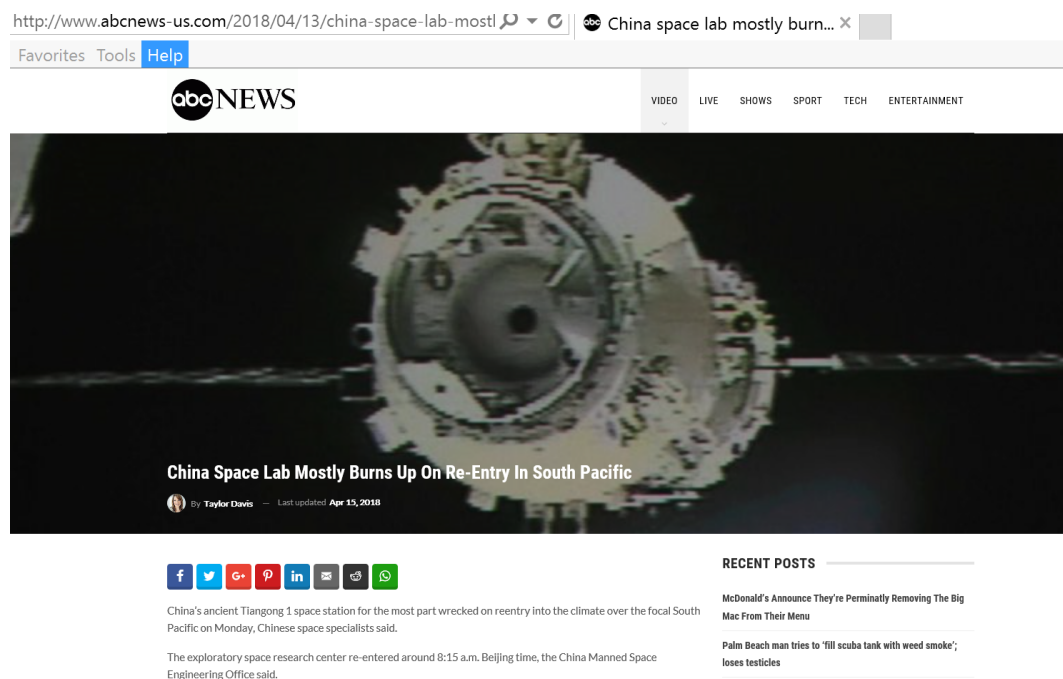 http://www.abcnews-us.com/2018/04/13/china-space-lab-mostl
abc China space lab mostly burn... ×
Favorites Tools Help
abc NEWS
VIDEO LIVE SHOWS SPORT TECH ENTERTAINMENT
China Space Lab Mostly Burns Up On Re-Entry In South Pacific
By Taylor Davis — Last updated Apr 15, 2018
RECENT POSTS
China's ancient Tiangong 1 space station for the most part wrecked on reentry into the climate over the focal South
Pacific on Monday, Chinese space specialists said.
The exploratory space research center re-entered around 8:15 a.m. Beijing time, the China Manned Space
Engineering Office said.
McDonald's Announce They're Perminatly Removing The Big
Mac From Their Menu
Palm Beach man tries to 'fill scuba tank with weed smoke';
loses testicles